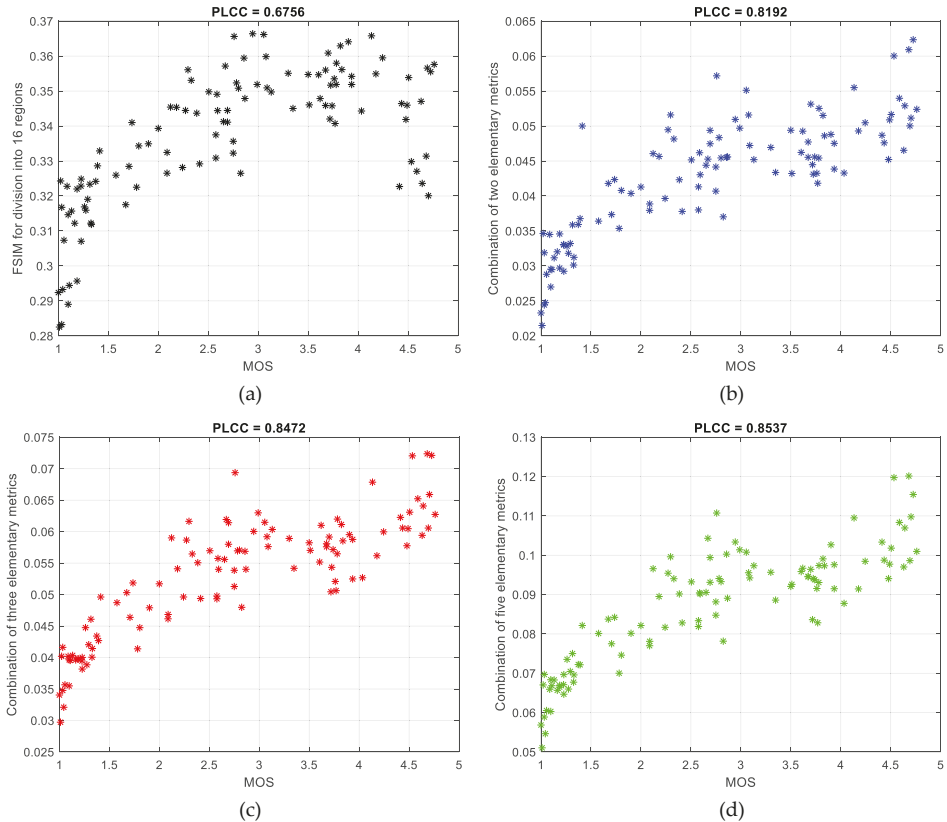 PLCC = 0.6756
0.37
0.36
0.35
0.34
0.33
0.32
0.31
0.3
0.29
0.28
FSIM for division into 16 regions
1 1.5 2 2.5 3 3.5 4 4.5 5
MOS
(a)
PLCC = 0.8192
0.065
0.06
0.055
0.05
0.045
0.04
0.035
0.03
0.025
0.02
Combination of two elementary metrics
1 1.5 2 2.5 3 3.5 4 4.5 5
MOS
(b)
PLCC = 0.8472
0.075
0.07
0.065
0.06
0.055
0.05
0.045
0.04
0.035
0.03
0.025
Combination of three elementary metrics
1 1.5 2 2.5 3 3.5 4 4.5 5
MOS
(c)
PLCC = 0.8537
0.13
0.12
0.11
0.1
0.09
0.08
0.07
0.06
0.05
Combination of five elementary metrics
1 1.5 2 2.5 3 3.5 4 4.5 5
MOS
(d)